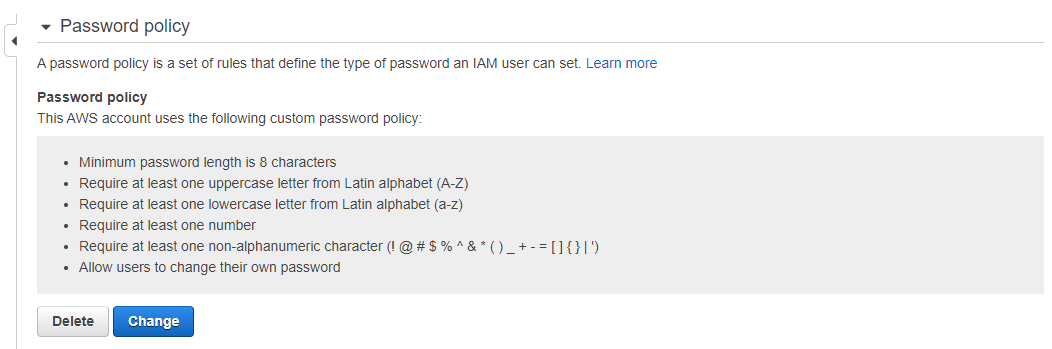 Password policy
A password policy is a set of rules that define the type of password an IAM user can set. Learn more
Password policy
This AWS account uses the following custom password policy:
• Minimum password length is 8 characters
• Require at least one uppercase letter from Latin alphabet (A-Z)
• Require at least one lowercase letter from Latin alphabet (a-z)
• Require at least one number
• Require at least one non-alphanumeric character (! @ # $ % ^ & * ( ) _ + - = [ ] { } | ')
• Allow users to change their own password
Delete Change